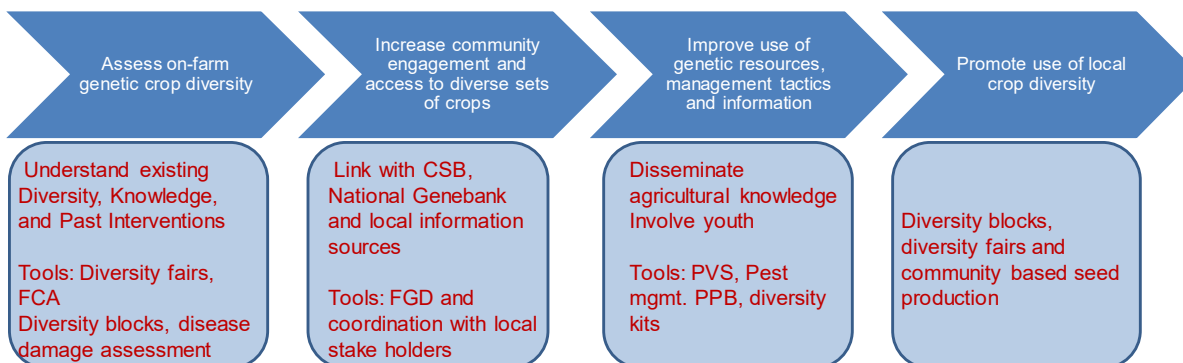 Assess on-farm
genetic crop diversity
Increase community
engagement and
access to diverse sets
of crops
Improve use of
genetic resources,
management tactics
and information
Promote use of local
crop diversity
Understand existing
Diversity, Knowledge,
and Past Interventions
Tools: Diversity fairs,
FCA
Diversity blocks, disease
damage assessment
Link with CSB,
National Genebank
and local information
sources
Tools: FGD and
coordination with local
stake holders
Disseminate
agricultural knowledge
Involve youth
Tools: PVS, Pest
mgmt. PPB, diversity
kits
Diversity blocks,
diversity fairs and
community based seed
production